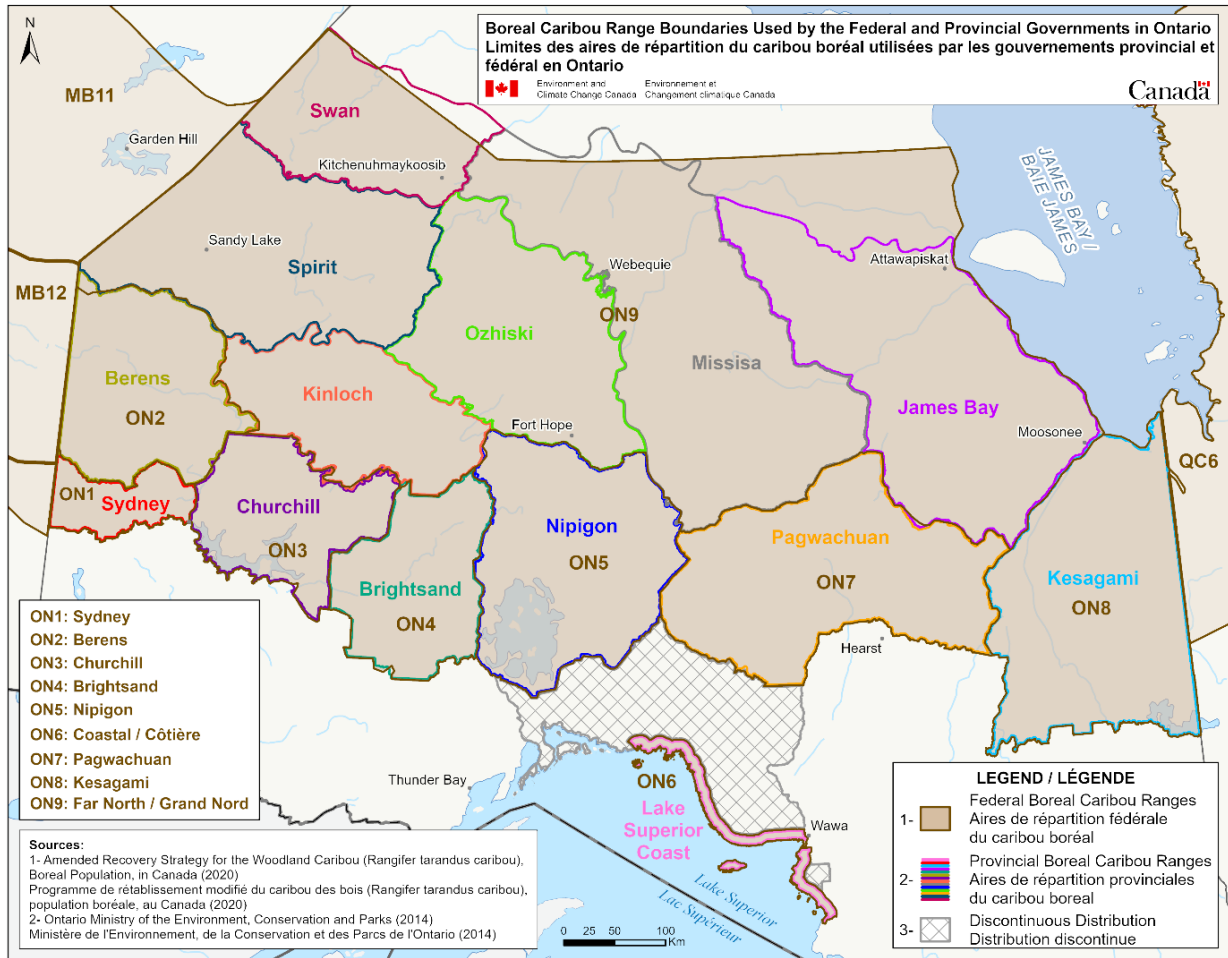 N
Boreal Caribou Range Boundaries Used by the Federal and Provincial Governments in Ontario
Limites des aires de répartition du caribou boréal utilisées par les gouvernements provincial et
fédéral en Ontario
Environment and
Climate Change Canada
Environnement et
Changement climatique Canada
Canada
MB11
Garden Hill
Swan
Kitchenuhmaykoosib
JAMES BAY /
BAIE JAMES
Sandy Lake
Spirit
Webequie
Attawapiskat
MB12
ON9
Ozhiski
Missisa
Berens
ON2
Kinloch
James Bay
Fort Hope
Moosonee
QC6
ON1
Sydney
Churchill
ON3
Nipigon
ON5
Pagwachuan
ON7
Brightsand
ON4
Kesagami
ON8
Hearst
ON1: Sydney
ON2: Berens
ON3: Churchill
ON4: Brightsand
ON5: Nipigon
ON6: Coastal / Côtière
ON7: Pagwachuan
ON8: Kesagami
ON9: Far North / Grand Nord
Thunder Bay
ON6
Lake
Superior
Coast
Wawa
Lake Superior
Lac Supérieur
Sources:
1- Amended Recovery Strategy for the Woodland Caribou (Rangifer tarandus caribou),
Boreal Population, in Canada (2020)
Programme de rétablissement modifié du caribou des bois (Rangifer tarandus caribou),
population boréale, au Canada (2020)
2- Ontario Ministry of the Environment, Conservation and Parks (2014)
Ministère de l'Environnement, de la Conservation et des Parcs de l'Ontario (2014)
0 25 50 100
Km
LEGEND / LÉGENDE
1- Federal Boreal Caribou Ranges
Aires de répartition fédérale
du caribou boréal
2- Provincial Boreal Caribou Ranges
Aires de répartition provinciales
du caribou boreal
3- Discontinuous Distribution
Distribution discontinue